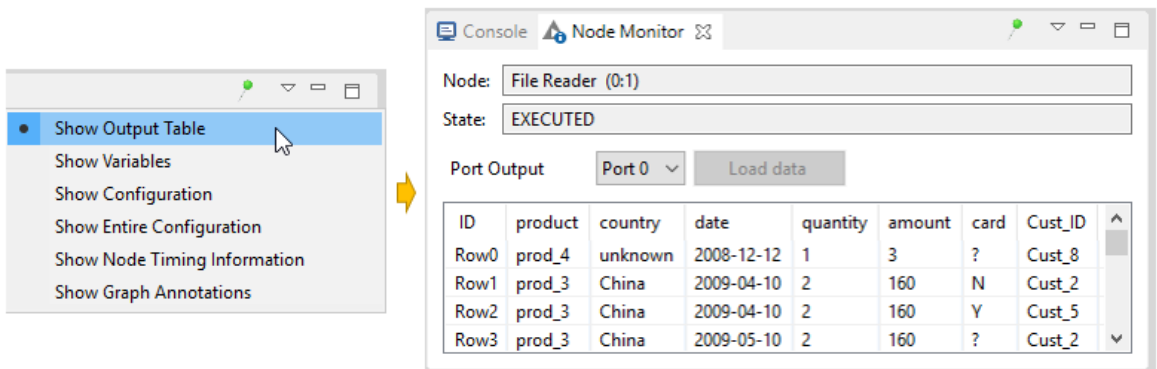 Show Output Table
Show Variables
Show Configuration
Show Entire Configuration
Show Node Timing Information
Show Graph Annotations
Console Node Monitor
Node: File Reader (0:1)
State: EXECUTED
Port Output Port 0 Load data
ID product country date quantity amount card Cust_ID
Row0 prod_4 unknown 2008-12-12 1 3 ? Cust_8
Row1 prod_3 China 2009-04-10 2 160 N Cust_2
Row2 prod_3 China 2009-04-10 2 160 Y Cust_5
Row3 prod_3 China 2009-05-10 2 160 ? Cust_2